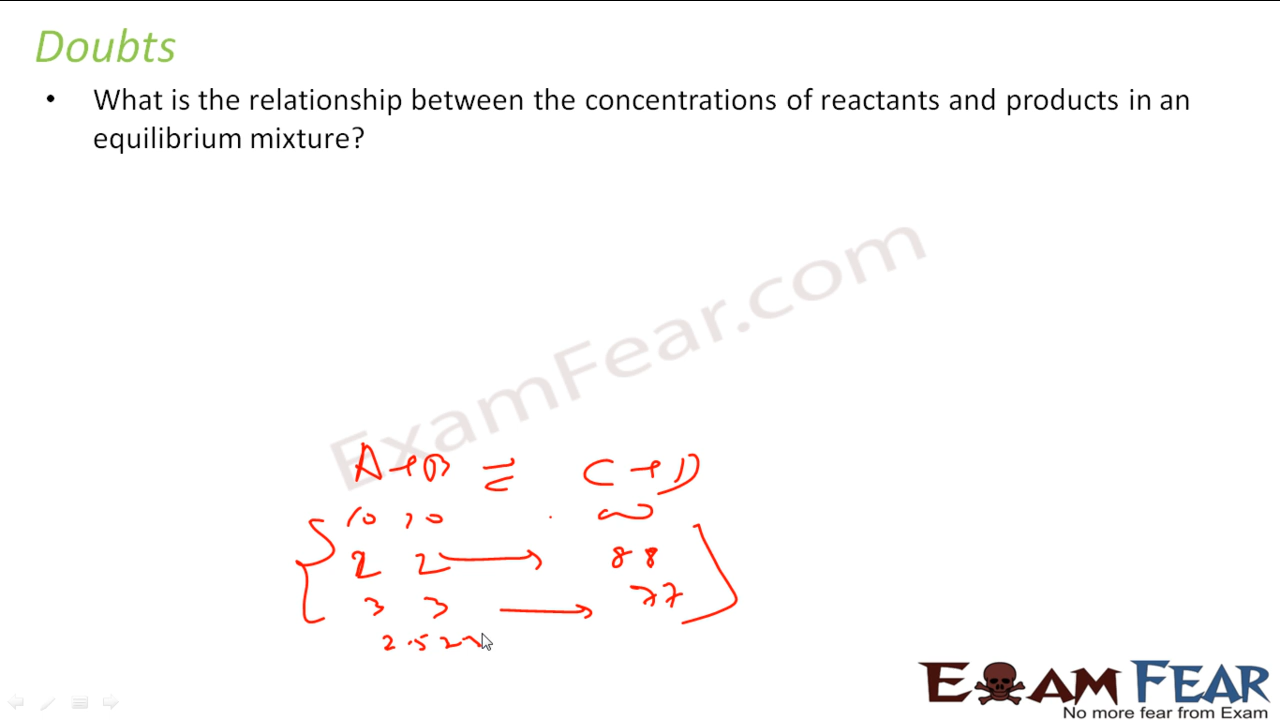 Doubts
• What is the relationship between the concentrations of reactants and products in an
equilibrium mixture?
ExamFear.com
A+B ⇌ C+D
10 10
2 2 → 8 8
3 3 → 7 7
2.5
EXAM FEAR
No more fear from Exam